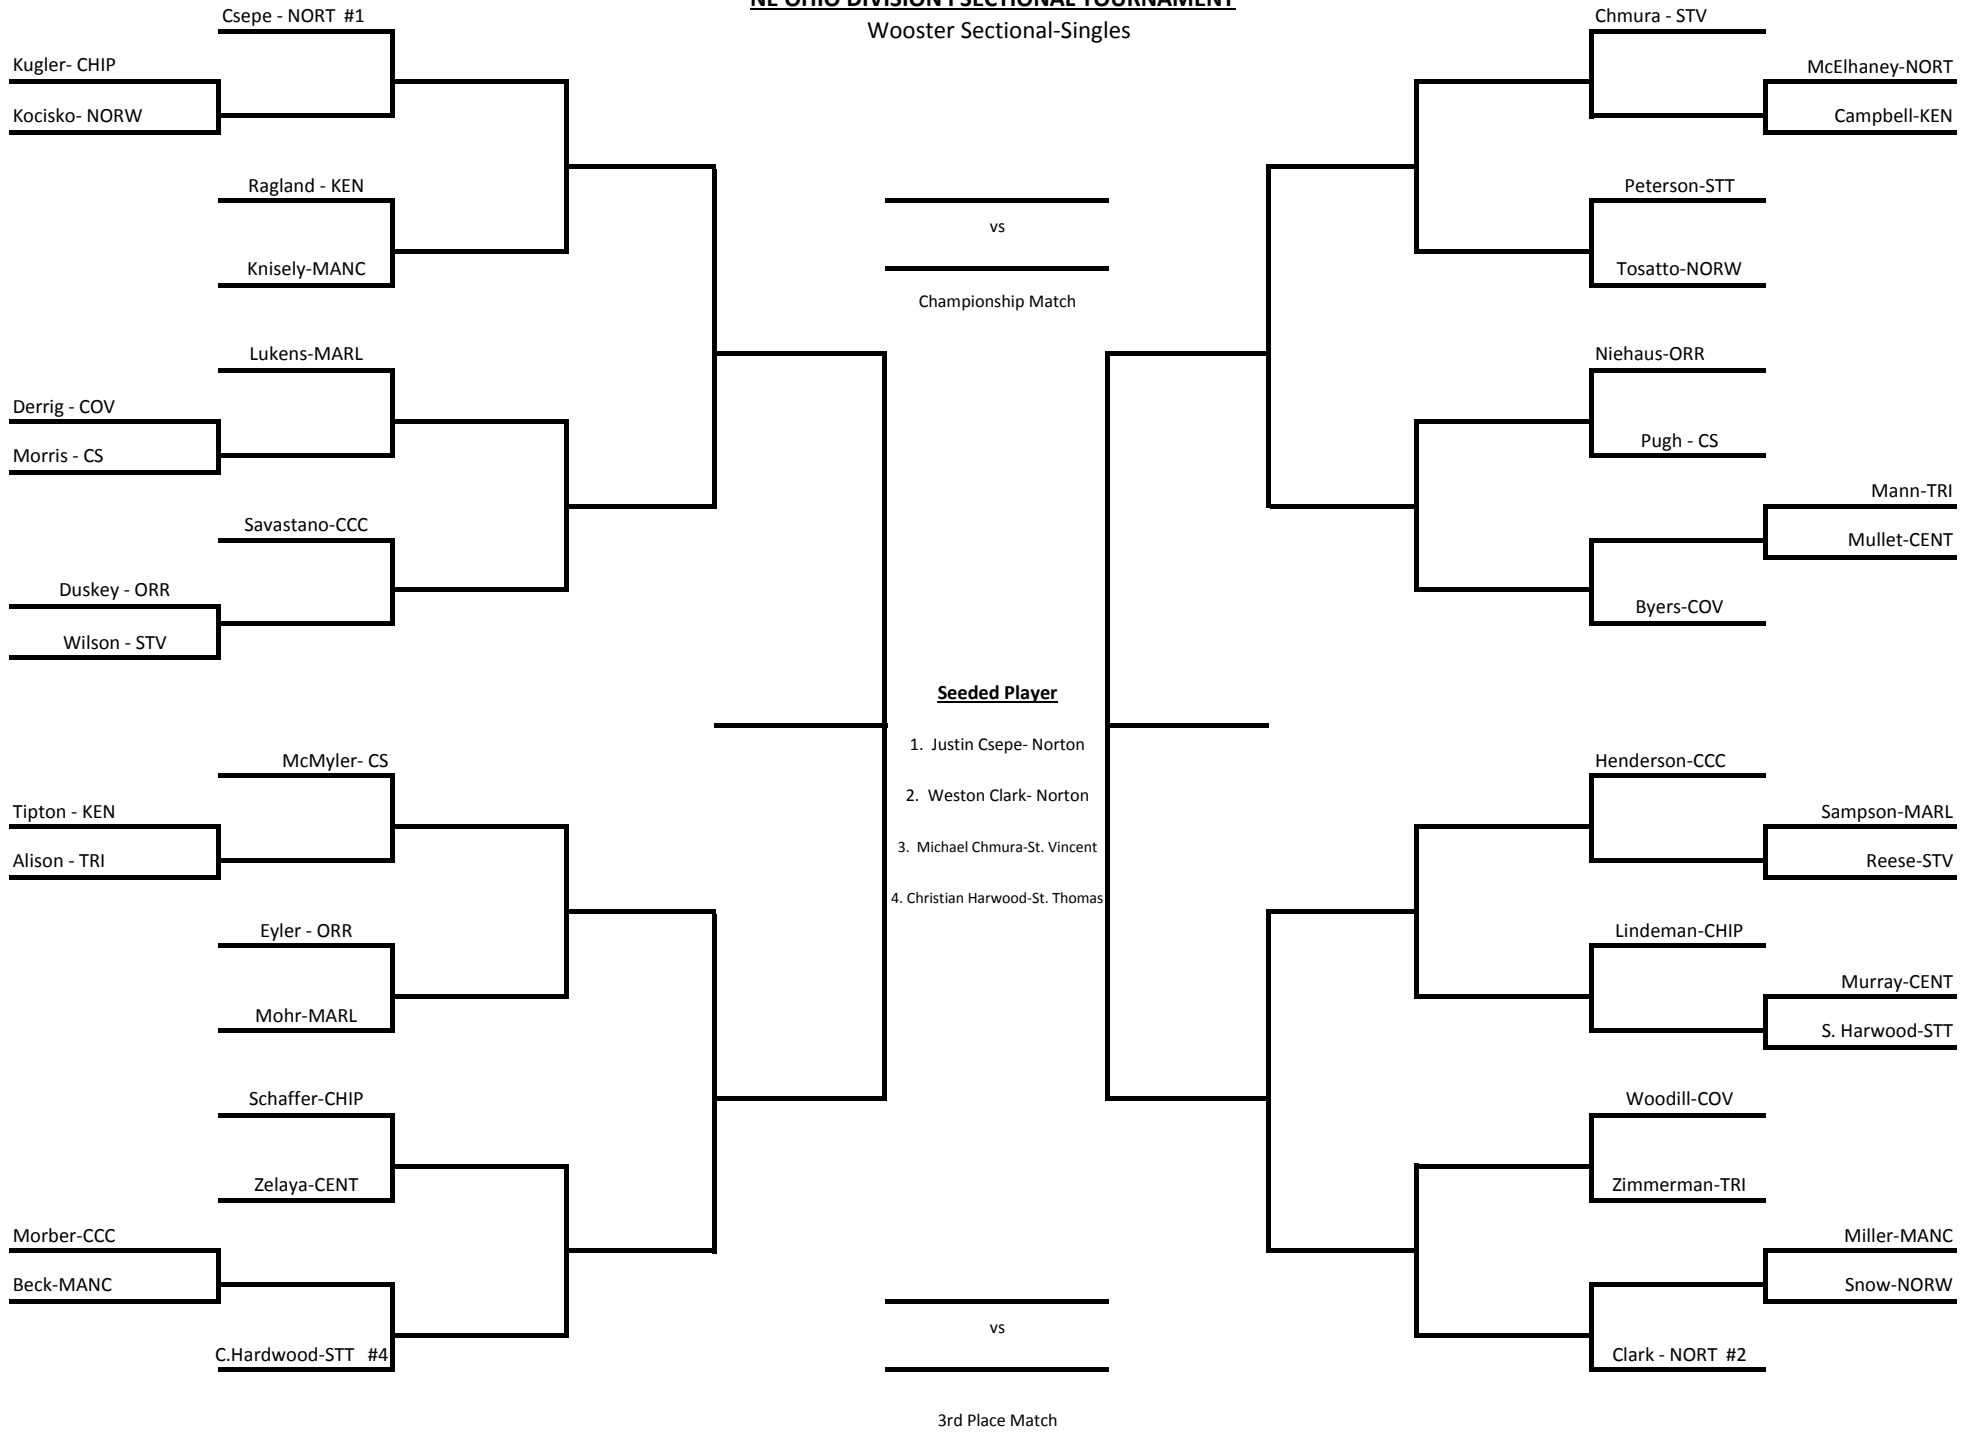 NE OHIO DIVISION I SECTIONAL TOURNAMENT
Wooster Sectional-Singles
Csepe - NORT #1
Kugler- CHIP
Kocisko- NORW
Ragland - KEN
Knisely-MANC
Lukens-MARL
Derrig - COV
Morris - CS
Savastano-CCC
Duskey - ORR
Wilson - STV
McMyler- CS
Tipton - KEN
Alison - TRI
Eyler - ORR
Mohr-MARL
Schaffer-CHIP
Zelaya-CENT
Morber-CCC
Beck-MANC
C.Hardwood-STT #4
vs
Championship Match
Seeded Player
1. Justin Csepe- Norton
2. Weston Clark- Norton
3. Michael Chmura-St. Vincent
4. Christian Harwood-St. Thomas
vs
3rd Place Match
Chmura - STV
McElhaney-NORT
Campbell-KEN
Peterson-STT
Tosatto-NORW
Niehaus-ORR
Pugh - CS
Mann-TRI
Mullet-CENT
Byers-COV
Henderson-CCC
Sampson-MARL
Reese-STV
Lindeman-CHIP
Murray-CENT
S. Harwood-STT
Woodill-COV
Zimmerman-TRI
Miller-MANC
Snow-NORW
Clark - NORT #2